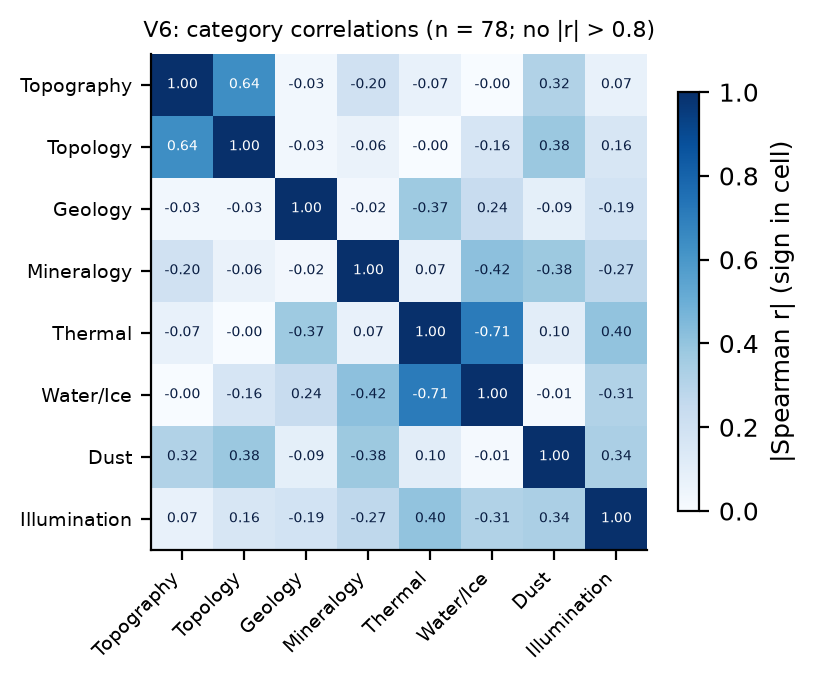 V6: category correlations (n = 78; no |r| > 0.8)
Topography 1.00 0.64 -0.03 -0.20 -0.07 -0.00 0.32 0.07
Topology 0.64 1.00 -0.03 -0.06 -0.00 -0.16 0.38 0.16
Geology -0.03 -0.03 1.00 -0.02 -0.37 0.24 -0.09 -0.19
Mineralogy -0.20 -0.06 -0.02 1.00 0.07 -0.42 -0.38 -0.27
Thermal -0.07 -0.00 -0.37 0.07 1.00 -0.71 0.10 0.40
Water/Ice -0.00 -0.16 0.24 -0.42 -0.71 1.00 -0.01 -0.31
Dust 0.32 0.38 -0.09 -0.38 0.10 -0.01 1.00 0.34
Illumination 0.07 0.16 -0.19 -0.27 0.40 -0.31 0.34 1.00
Topography Topology Geology Mineralogy Thermal Water/Ice Dust Illumination
1.0
0.8
0.6
0.4
0.2
0.0
|Spearman r| (sign in cell)